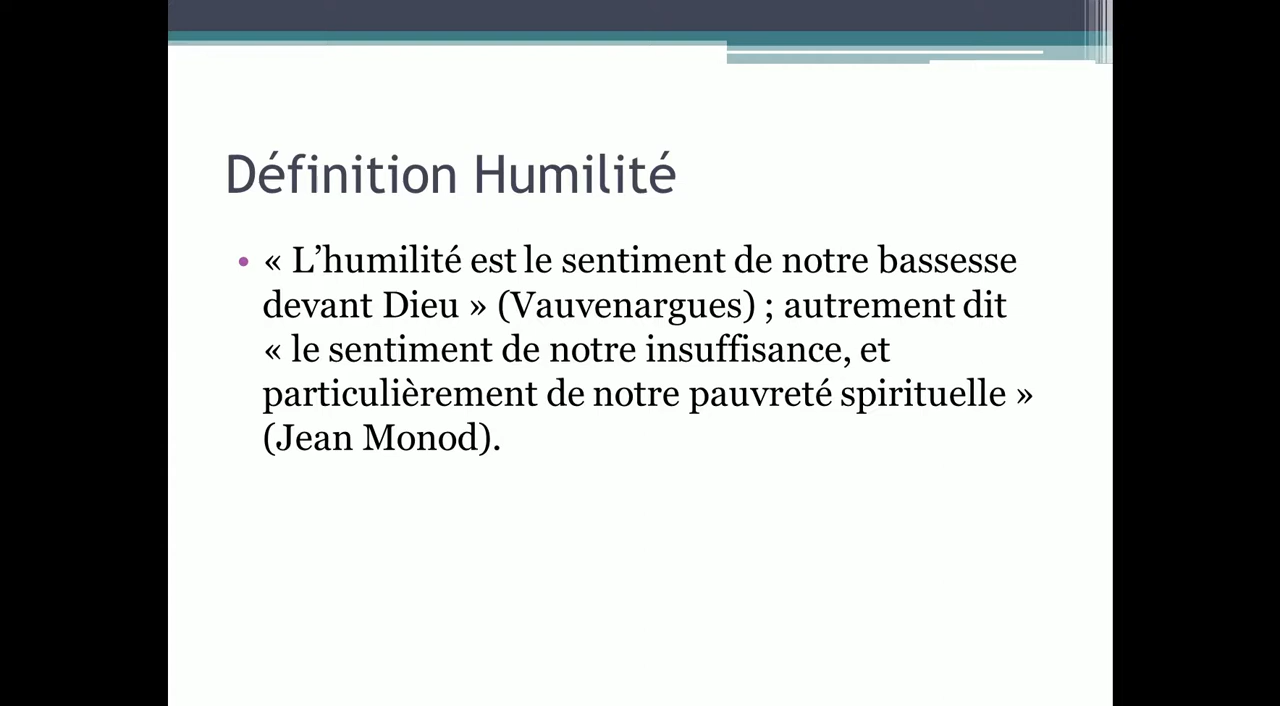 Définition Humilité
• « L’humilité est le sentiment de notre bassesse
devant Dieu » (Vauvenargues) ; autrement dit
« le sentiment de notre insuffisance, et
particulièrement de notre pauvreté spirituelle »
(Jean Monod).